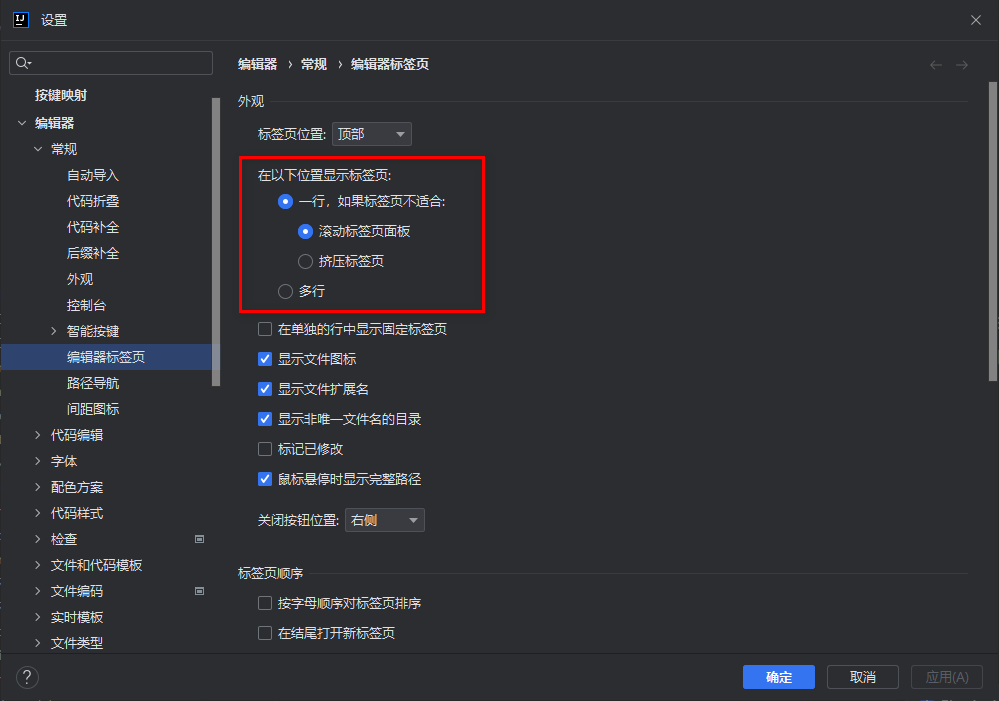 设置
编辑器 › 常规 › 编辑器标签页
按键映射
编辑器
常规
自动导入
代码折叠
代码补全
后缀补全
外观
控制台
智能按键
编辑器标签页
路径导航
间距图标
代码编辑
字体
配色方案
代码样式
检查
文件和代码模板
文件编码
实时模板
文件类型
外观
标签页位置: 顶部
在以下位置显示标签页:
一行，如果标签页不适合:
滚动标签页面板
挤压标签页
多行
在单独的行中显示固定标签页
显示文件图标
显示文件扩展名
显示非唯一文件名的目录
标记已修改
鼠标悬停时显示完整路径
关闭按钮位置: 右侧
标签页顺序
按字母顺序对标签页排序
在结尾打开新标签页
?
确定
取消
应用(A)